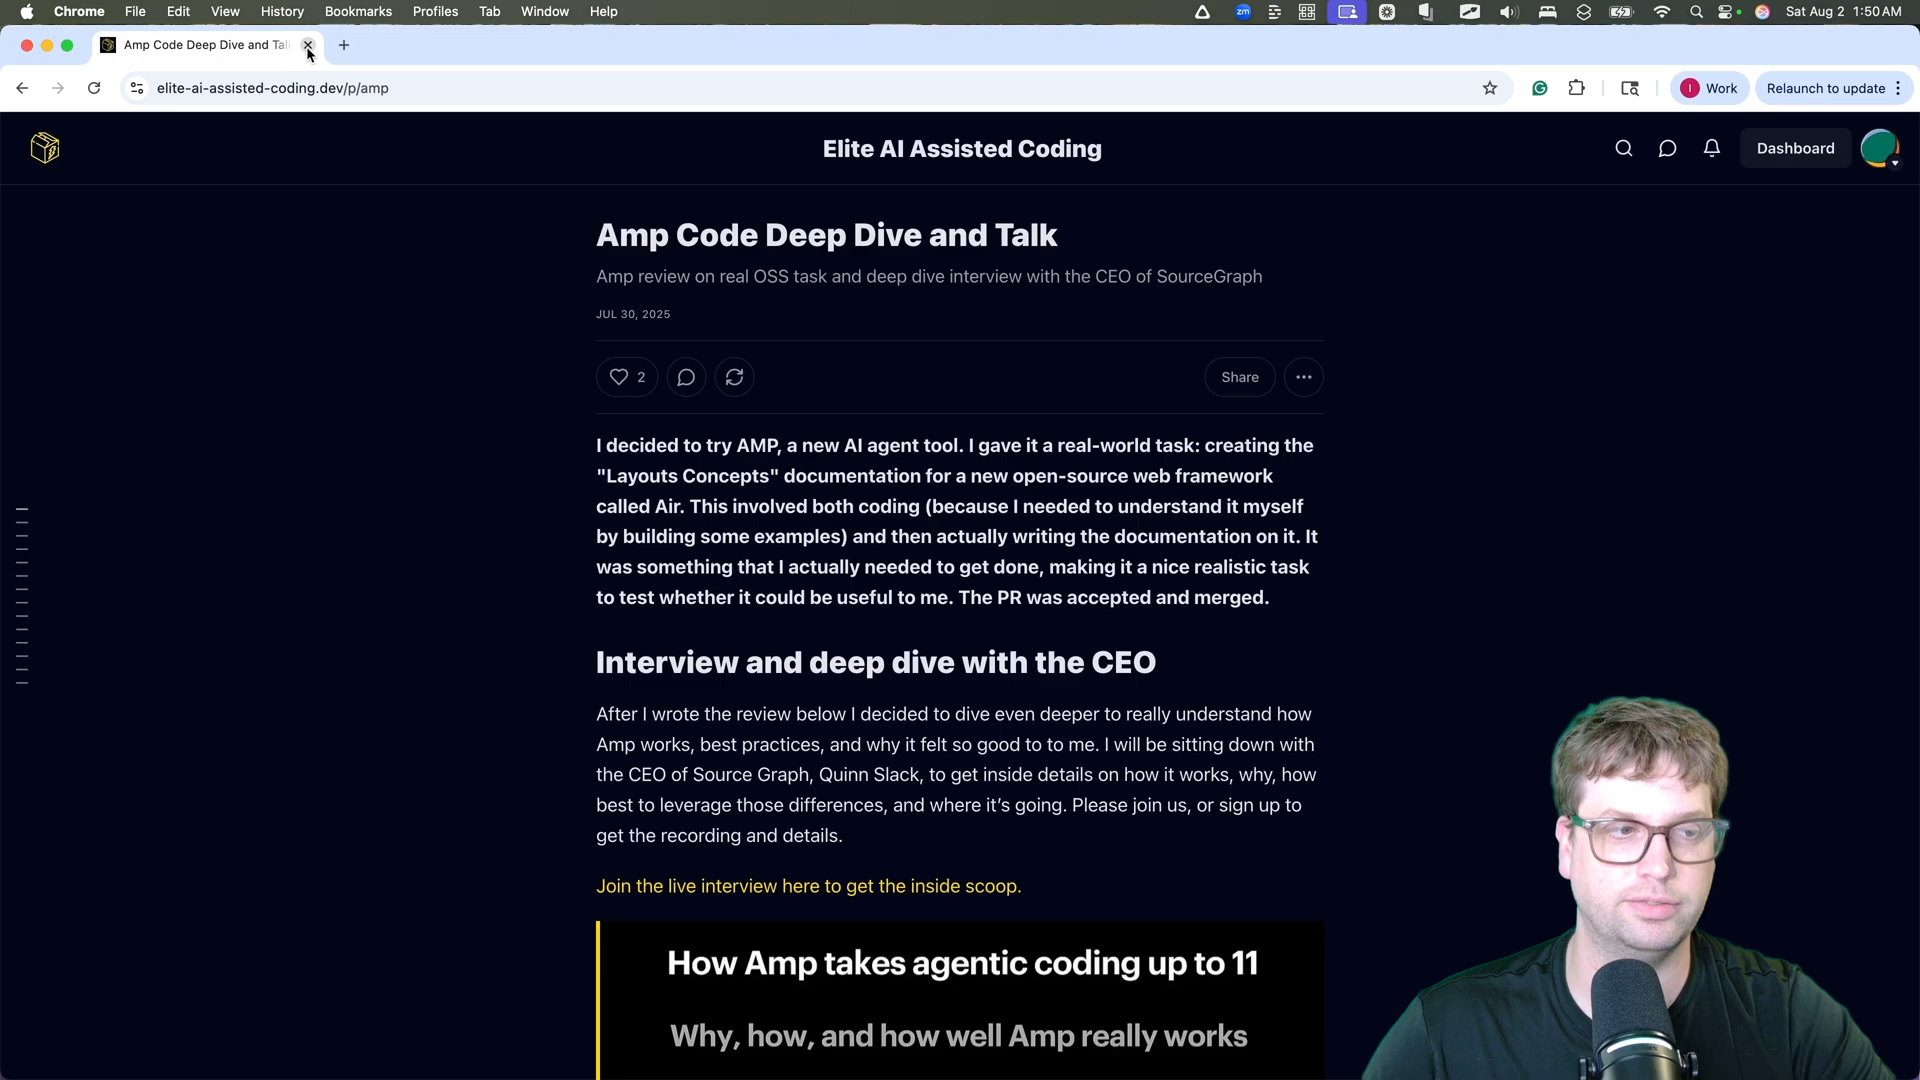 Chrome File Edit View History Bookmarks Profiles Tab Window Help
zm
Sat Aug 2 1:50 AM
Amp Code Deep Dive and Tal
elite-ai-assisted-coding.dev/p/amp
I Work
Relaunch to update
Elite AI Assisted Coding
Dashboard
Amp Code Deep Dive and Talk
Amp review on real OSS task and deep dive interview with the CEO of SourceGraph
JUL 30, 2025
2
Share
I decided to try AMP, a new AI agent tool. I gave it a real-world task: creating the
"Layouts Concepts" documentation for a new open-source web framework
called Air. This involved both coding (because I needed to understand it myself
by building some examples) and then actually writing the documentation on it. It
was something that I actually needed to get done, making it a nice realistic task
to test whether it could be useful to me. The PR was accepted and merged.
Interview and deep dive with the CEO
After I wrote the review below I decided to dive even deeper to really understand how
Amp works, best practices, and why it felt so good to to me. I will be sitting down with
the CEO of Source Graph, Quinn Slack, to get inside details on how it works, why, how
best to leverage those differences, and where it's going. Please join us, or sign up to
get the recording and details.
Join the live interview here to get the inside scoop.
How Amp takes agentic coding up to 11
Why, how, and how well Amp really works